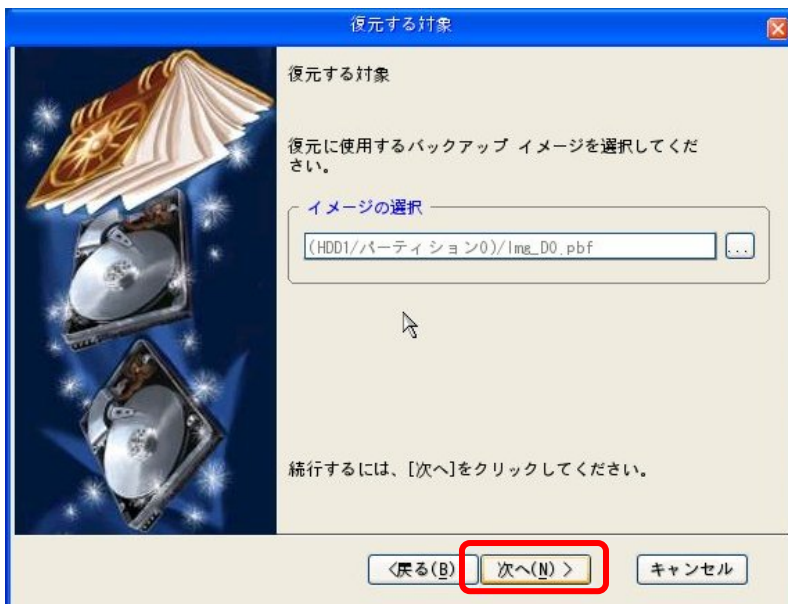 復元する対象
復元する対象
復元に使用するバックアップ イメージを選択してくだ
さい。
イメージの選択
(HDD1/パーティション0)/Img_D0.pbf
...
続行するには、[次へ]をクリックしてください。
<戻る(B)
次へ(N) >
キャンセル